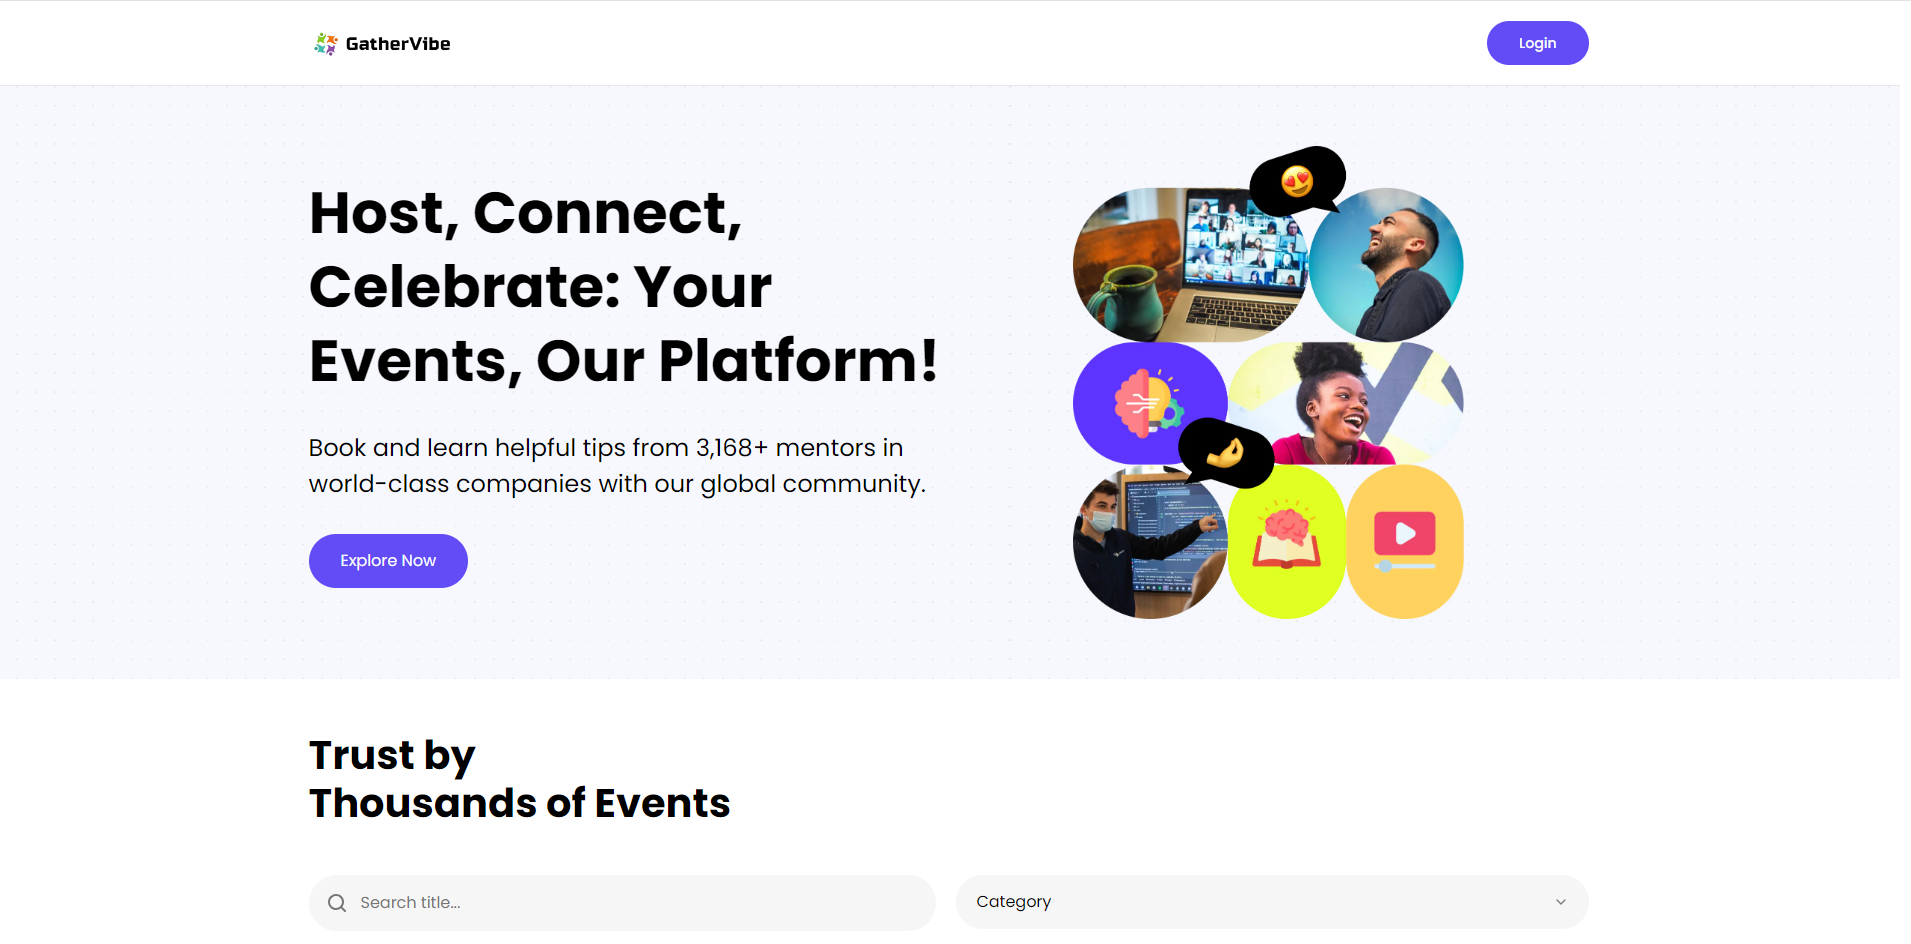 GatherVibe
Login
Host, Connect,
Celebrate: Your
Events, Our Platform!
Book and learn helpful tips from 3,168+ mentors in
world-class companies with our global community.
Explore Now
Trust by
Thousands of Events
Search title...
Category